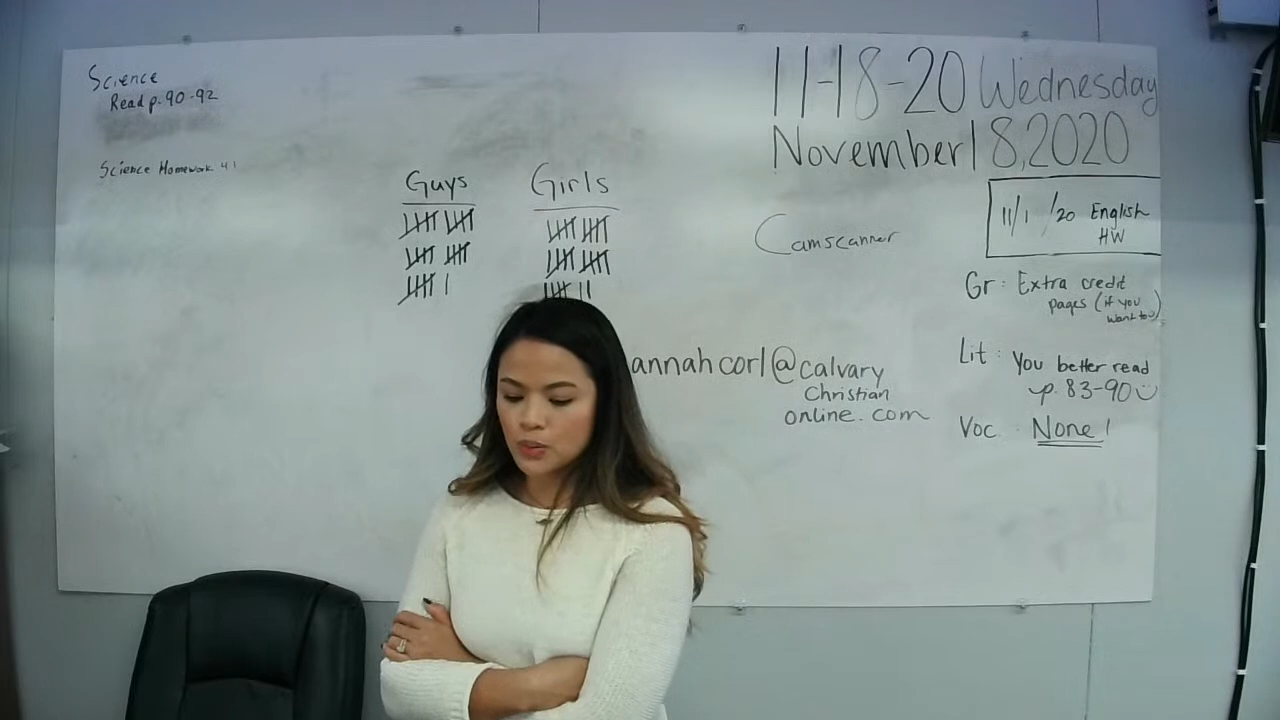 Science
Read p. 90-92
Science Homework 41
Guys
Girls
11-18-20 Wednesday
November 18, 2020
Camscanner
11/1 /20 English
HW
Gr: Extra credit
pages (if you
want to)
annahcorl@calvary
Christian
online.com
Lit: You better read
p. 83-90
Voc: None!